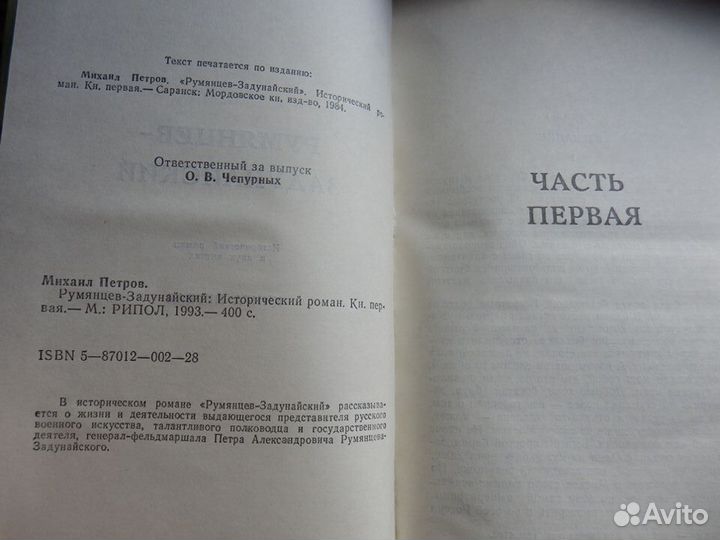 Текст печатается по изданию:
Михаил Петров. «Румянцев-Задунайский». Исторический ро-
ман. Кн. первая.— Саранск: Мордовское кн. изд-во, 1984.
Ответственный за выпуск
О. В. Чепурных
Михаил Петров.
Румянцев-Задунайский: Исторический роман. Кн. пер-
вая.— М.: РИПОЛ, 1993.— 400 с.
ISBN 5—87012—002—28
В историческом романе «Румянцев-Задунайский» рассказыва-
ется о жизни и деятельности выдающегося представителя русского
военного искусства, талантливого полководца и государственного
деятеля, генерал-фельдмаршала Петра Александровича Румянцева-
Задунайского.
ЧАСТЬ
ПЕРВАЯ
Avito